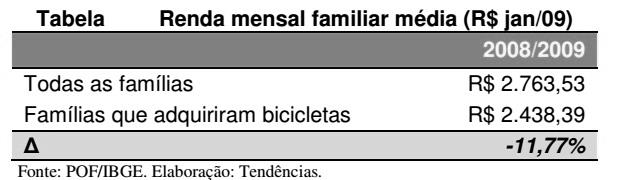 Tabela Renda mensal familiar média (R$ jan/09)
2008/2009
Todas as famílias R$ 2.763,53
Famílias que adquiriram bicicletas R$ 2.438,39
Δ -11,77%
Fonte: POF/IBGE. Elaboração: Tendências.